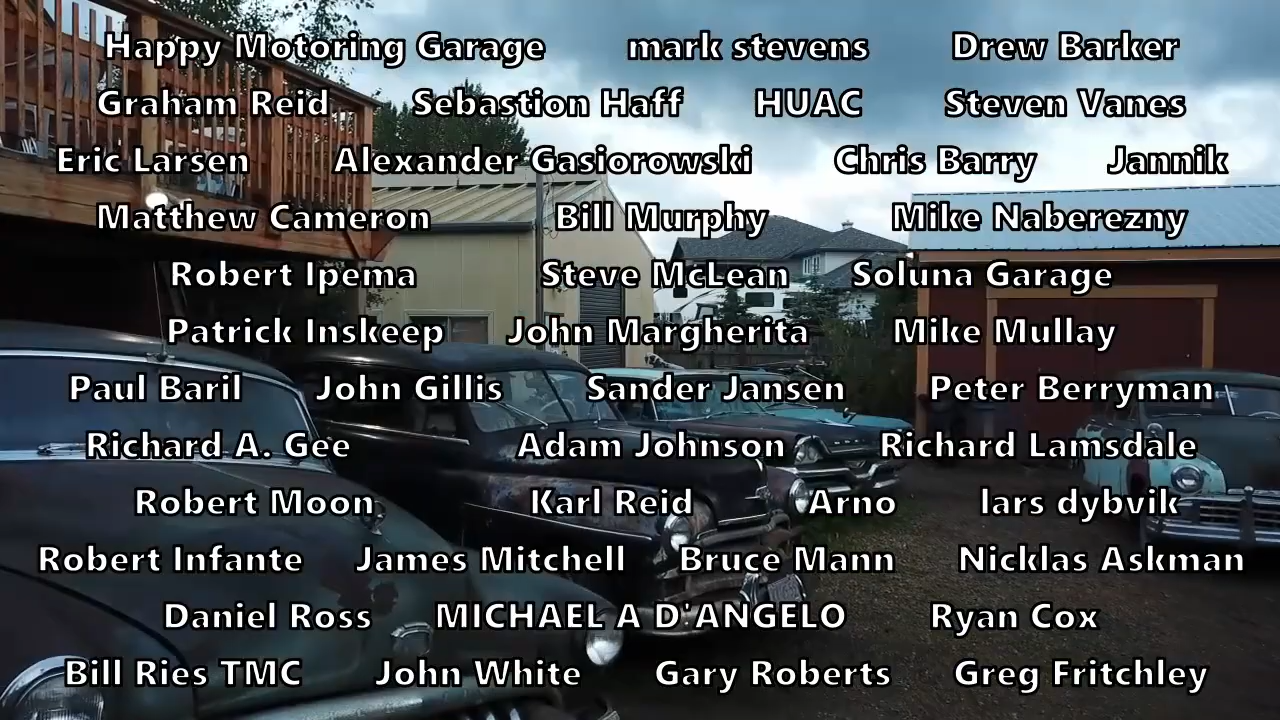 Happy Motoring Garage mark stevens Drew Barker
Graham Reid Sebastion Haff HUAC Steven Vanes
Eric Larsen Alexander Gasiorowski Chris Barry Jannik
Matthew Cameron Bill Murphy Mike Naberezny
Robert Ipema Steve McLean Soluna Garage
Patrick Inskeep John Margherita Mike Mullay
Paul Baril John Gillis Sander Jansen Peter Berryman
Richard A. Gee Adam Johnson Richard Lamsdale
Robert Moon Karl Reid Arno lars dybvik
Robert Infante James Mitchell Bruce Mann Nicklas Askman
Daniel Ross MICHAEL A D'ANGELO Ryan Cox
Bill Ries TMC John White Gary Roberts Greg Fritchley